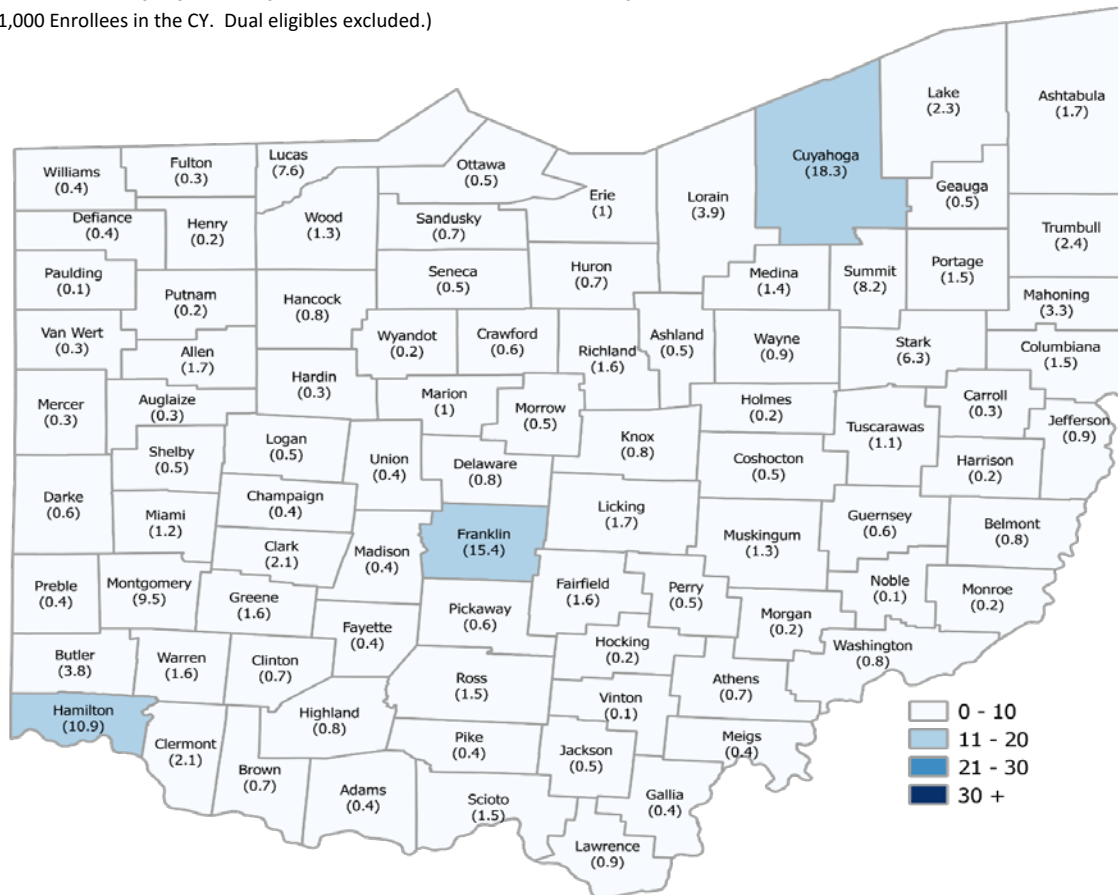 1,000 Enrollees in the CY.  Dual eligibles excluded.)
Lake
(2.3)
Ashtabula
(1.7)
Cuyahoga
(18.3)
Geauga
(0.5)
Lucas
(7.6)
Fulton
(0.3)
Williams
(0.4)
Ottawa
(0.5)
Erie
(1)
Lorain
(3.9)
Wood
(1.3)
Sandusky
(0.7)
Defiance
(0.4)
Henry
(0.2)
Trumbull
(2.4)
Paulding
(0.1)
Putnam
(0.2)
Hancock
(0.8)
Seneca
(0.5)
Huron
(0.7)
Medina
(1.4)
Summit
(8.2)
Portage
(1.5)
Mahoning
(3.3)
Van Wert
(0.3)
Allen
(1.7)
Wyandot
(0.2)
Crawford
(0.6)
Richland
(1.6)
Ashland
(0.5)
Wayne
(0.9)
Stark
(6.3)
Columbiana
(1.5)
Mercer
(0.3)
Auglaize
(0.3)
Hardin
(0.3)
Marion
(1)
Morrow
(0.5)
Holmes
(0.2)
Carroll
(0.3)
Jefferson
(0.9)
Tuscarawas
(1.1)
Shelby
(0.5)
Logan
(0.5)
Union
(0.4)
Delaware
(0.8)
Knox
(0.8)
Coshocton
(0.5)
Harrison
(0.2)
Darke
(0.6)
Miami
(1.2)
Champaign
(0.4)
Licking
(1.7)
Guernsey
(0.6)
Belmont
(0.8)
Clark
(2.1)
Madison
(0.4)
Franklin
(15.4)
Muskingum
(1.3)
Preble
(0.4)
Montgomery
(9.5)
Greene
(1.6)
Fairfield
(1.6)
Perry
(0.5)
Noble
(0.1)
Monroe
(0.2)
Fayette
(0.4)
Pickaway
(0.6)
Morgan
(0.2)
Hocking
(0.2)
Washington
(0.8)
Butler
(3.8)
Warren
(1.6)
Clinton
(0.7)
Ross
(1.5)
Vinton
(0.1)
Athens
(0.7)
Hamilton
(10.9)
Highland
(0.8)
Clermont
(2.1)
Pike
(0.4)
Jackson
(0.5)
Meigs
(0.4)
Brown
(0.7)
Adams
(0.4)
Scioto
(1.5)
Gallia
(0.4)
Lawrence
(0.9)
0 - 10
11 - 20
21 - 30
30 +